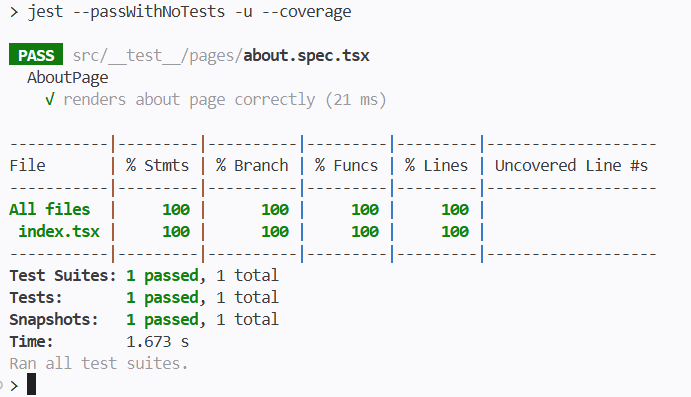 > jest --passWithNoTests -u --coverage
PASS src/__test__/pages/about.spec.tsx
AboutPage
√ renders about page correctly (21 ms)
-----------|---------|----------|---------|---------|-------------------
File       | % Stmts | % Branch | % Funcs | % Lines | Uncovered Line #s
-----------|---------|----------|---------|---------|-------------------
All files  |     100 |      100 |     100 |     100 |
 index.tsx |     100 |      100 |     100 |     100 |
-----------|---------|----------|---------|---------|-------------------
Test Suites: 1 passed, 1 total
Tests:       1 passed, 1 total
Snapshots:   1 passed, 1 total
Time:        1.673 s
Ran all test suites.
>